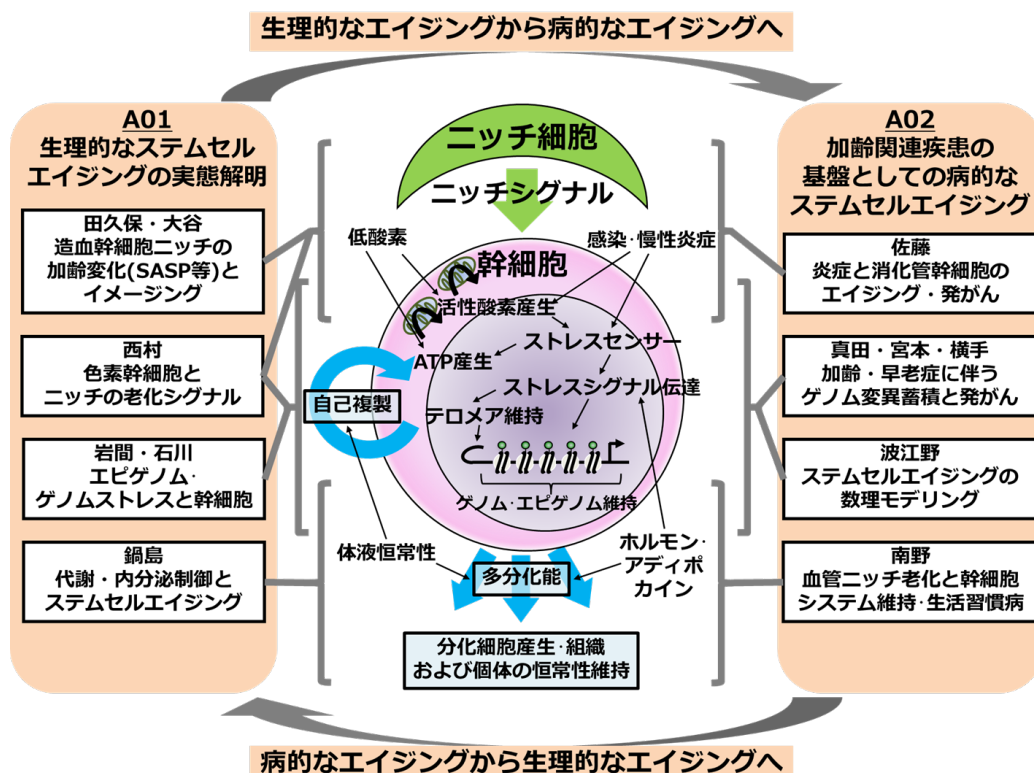 生理的なエイジングから病的なエイジングへ
A01
生理的なステムセル
エイジングの実態解明
田久保・大谷
造血幹細胞ニッチの
加齢変化(SASP等)と
イメージング
西村
色素幹細胞と
ニッチの老化シグナル
岩間・石川
エピゲノム・
ゲノムストレスと幹細胞
鍋島
代謝・内分泌制御と
ステムセルエイジング
ニッチ細胞
ニッチシグナル
低酸素
感染・慢性炎症
幹細胞
活性酸素産生
ストレスセンサー
ATP産生
ストレスシグナル伝達
自己複製
テロメア維持
ゲノム・エピゲノム維持
体液恒常性
ホルモン・
アディポ
カイン
多分化能
分化細胞産生・組織
および個体の恒常性維持
A02
加齢関連疾患の
基盤としての病的な
ステムセルエイジング
佐藤
炎症と消化管幹細胞の
エイジング・発がん
真田・宮本・横手
加齢・早老症に伴う
ゲノム変異蓄積と発がん
波江野
ステムセルエイジングの
数理モデリング
南野
血管ニッチ老化と幹細胞
システム維持・生活習慣病
病的なエイジングから生理的なエイジングへ